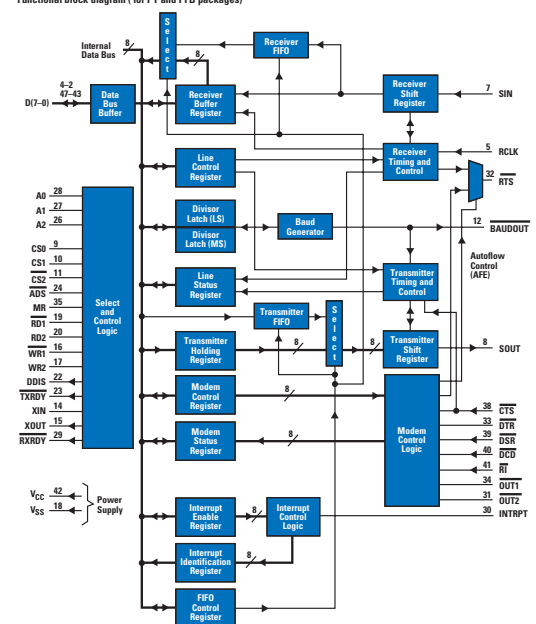 Functional block diagram ( for PT and PTB packages)
Internal
Data Bus
8
S
e
l
e
c
t
8
Receiver
FIFO
4–2
47–43
D(7–0)
Data
Bus
Buffer
Receiver
Buffer
Register
Receiver
Shift
Register
7
SIN
Line
Control
Register
Receiver
Timing and
Control
5
RCLK
32
RTS
A0
28
A1
27
A2
26
CS0
9
CS1
10
CS2
11
ADS
24
MR
35
RD1
19
RD2
20
WR1
16
WR2
17
DDIS
22
TXRDY
23
XIN
14
XOUT
15
RXRDY
29
Select
and
Control
Logic
Divisor
Latch (LS)
Divisor
Latch (MS)
Baud
Generator
12
BAUDOUT
Autoflow
Control
(AFE)
Line
Status
Register
Transmitter
Timing and
Control
Transmitter
FIFO
S
e
l
e
c
t
Transmitter
Holding
Register
8
8
Transmitter
Shift
Register
8
SOUT
Modem
Control
Register
8
Modem
Status
Register
8
Modem
Control
Logic
38
CTS
33
DTR
39
DSR
40
DCD
41
RI
34
OUT1
31
OUT2
30
INTRPT
VCC
42
VSS
18
Power
Supply
Interrupt
Enable
Register
8
Interrupt
Control
Logic
Interrupt
Identification
Register
8
FIFO
Control
Register